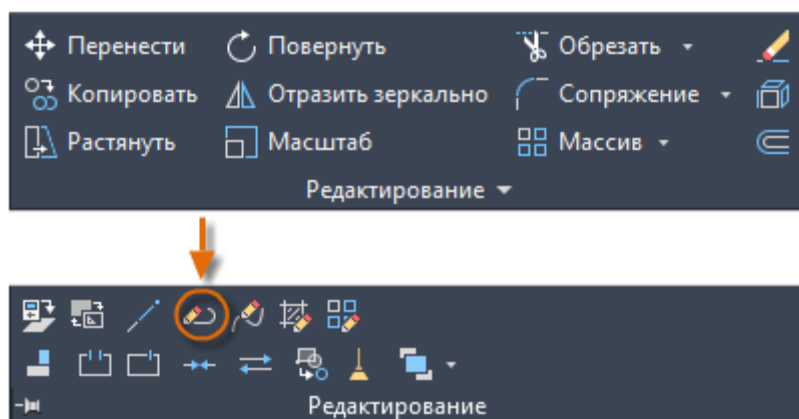 Перенести Повернуть Обрезать
Копировать Отразить зеркально Сопряжение
Растянуть Масштаб Массив
Редактирование
Редактирование